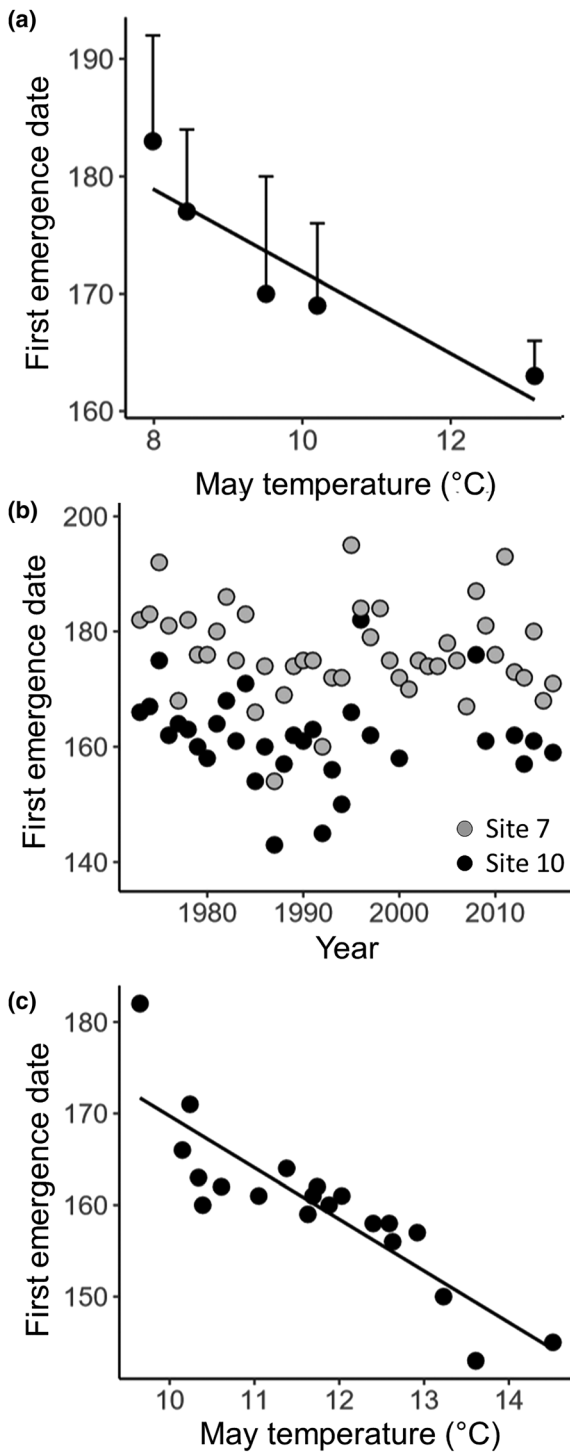 (a)
First emergence date
190
180
170
160
8 10 12
May temperature (°C)
(b)
First emergence date
200
180
160
140
Site 7
Site 10
1980 1990 2000 2010
Year
(c)
First emergence date
180
170
160
150
10 11 12 13 14
May temperature (°C)